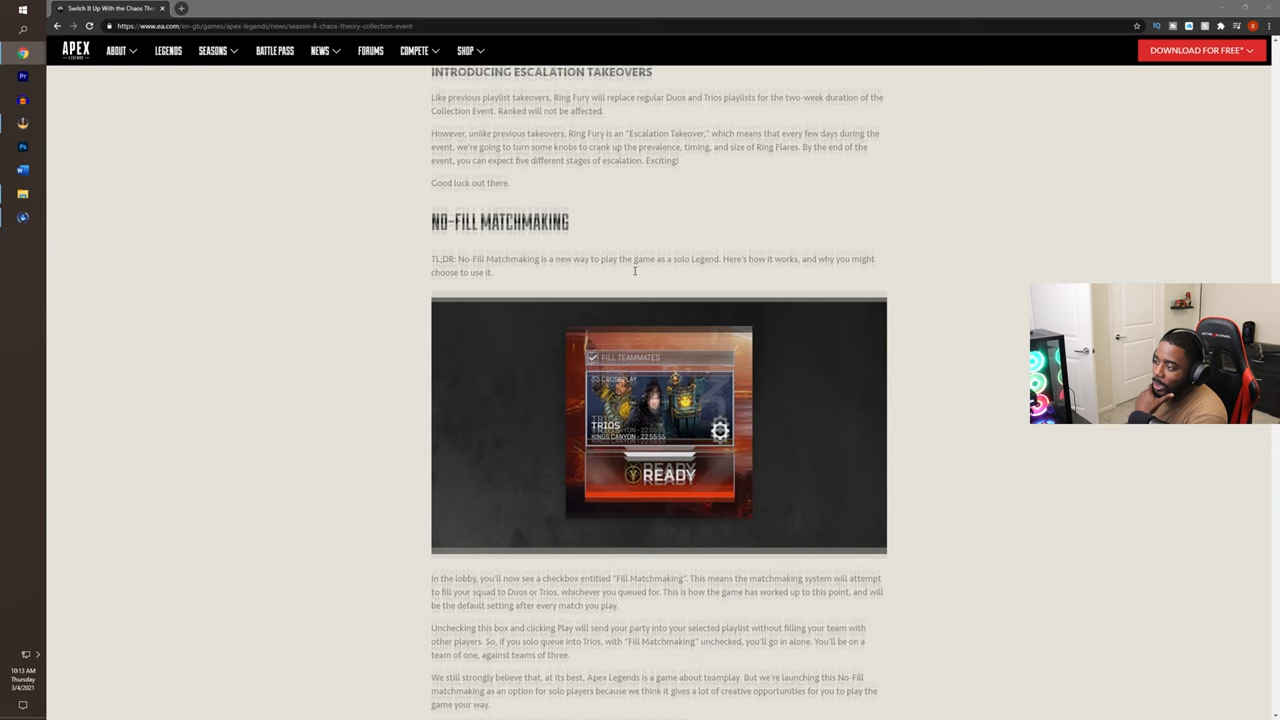 Switch It Up With the Chaos The
https://www.ea.com/en-gb/games/apex-legends/news/season-8-chaos-theory-collection-event
APEX
LEGENDS
ABOUT
LEGENDS
SEASONS
BATTLE PASS
NEWS
FORUMS
COMPETE
SHOP
DOWNLOAD FOR FREE*
INTRODUCING ESCALATION TAKEOVERS
Like previous playlist takeovers, Ring Fury will replace regular Duos and Trios playlists for the two-week duration of the
Collection Event. Ranked will not be affected.
However, unlike previous takeovers, Ring Fury is an "Escalation Takeover," which means that every few days during the
event, we're going to turn some knobs to crank up the prevalence, timing, and size of Ring Flares. By the end of the
event, you can expect five different stages of escalation. Exciting!
Good luck out there.
NO-FILL MATCHMAKING
TL;DR: No-Fill Matchmaking is a new way to play the game as a solo Legend. Here's how it works, and why you might
choose to use it.
FILL TEAMMATES
CROSSPLAY
TRIOS
KINGS CANYON - 22:55:55
READY
In the lobby, you'll now see a checkbox entitled "Fill Matchmaking". This means the matchmaking system will attempt
to fill your squad to Duos or Trios, whichever you queued for. This is how the game has worked up to this point, and will
be the default setting after every match you play.
Unchecking this box and clicking Play will send your party into your selected playlist without filling your team with
other players. So, if you solo queue into Trios, with "Fill Matchmaking" unchecked, you'll go in alone. You'll be on a
team of one, against teams of three.
We still strongly believe that, at its best, Apex Legends is a game about teamplay. But we're launching this No-Fill
matchmaking as an option for solo players because we think it gives a lot of creative opportunities for you to play the
game your way.
10:13 AM
Thursday
3/4/2021